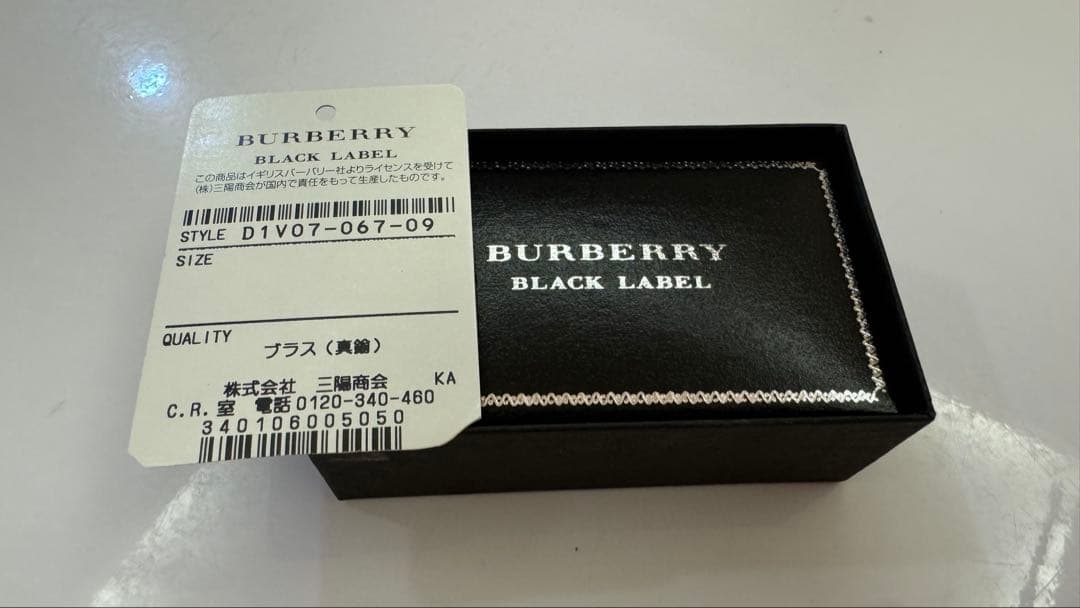 BURBERRY
BLACK LABEL
この商品はイギリスバーバリー社よりライセンスを受けて
(株)三陽商会が国内で責任をもって生産したものです。
STYLE D1V07-067-09
SIZE
QUALITY
ブラス(真鍮)
株式会社 三陽商会 KA
C.R.室 電話0120-340-460
340106005050
BURBERRY
BLACK LABEL